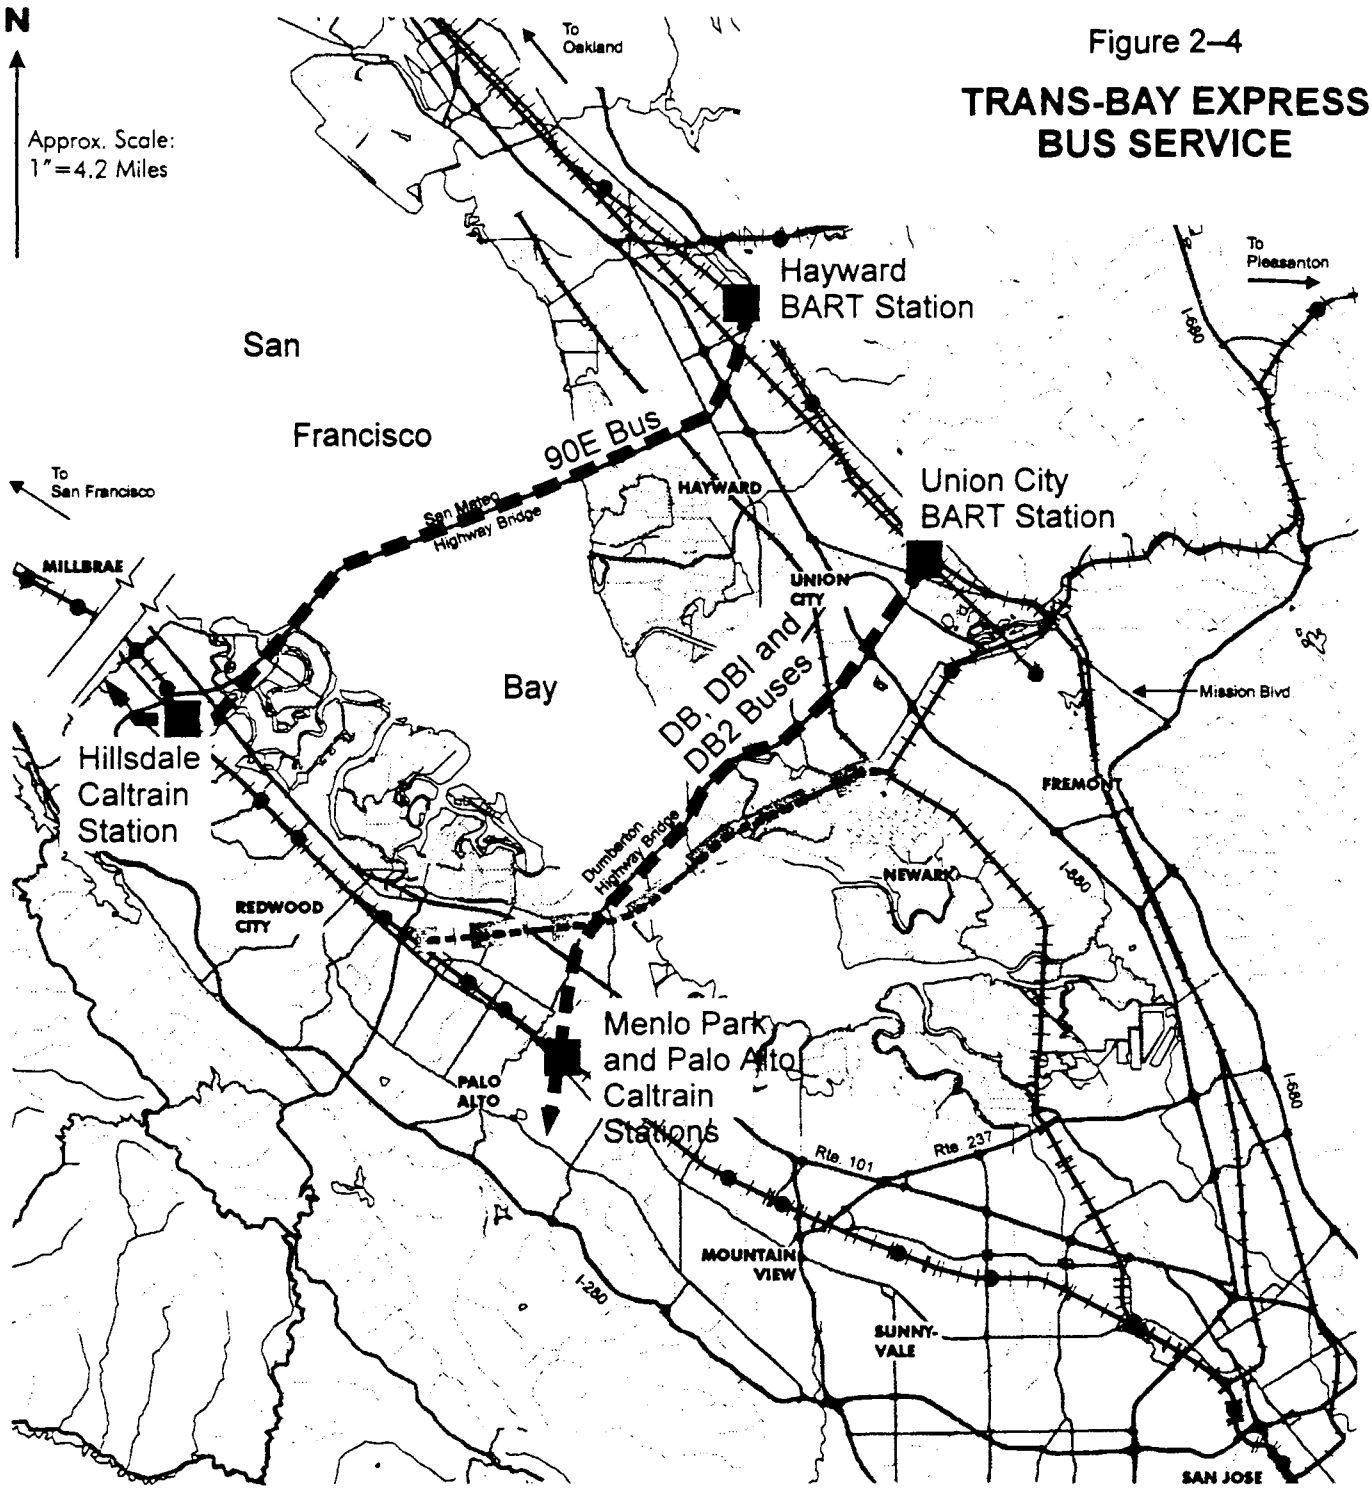 N
Approx. Scale:
1"=4.2 Miles
To
Oakland
Figure 2–4
TRANS-BAY EXPRESS
BUS SERVICE
To
Pleasanton
I-680
Hayward
BART Station
San
Francisco
Bay
90E Bus
San Mateo
Highway Bridge
To
San Francisco
MILLBRAE
HAYWARD
Union City
BART Station
UNION
CITY
DB, DBI and
DB2 Buses
Mission Blvd
Hillsdale
Caltrain
Station
FREMONT
Dumberton
Highway Bridge
NEWARK
I-880
REDWOOD
CITY
Menlo Park
and Palo Alto
Caltrain
Stations
PALO
ALTO
I-680
Rte. 101
Rte. 237
MOUNTAIN
VIEW
I-280
SUNNY-
VALE
SAN JOSE